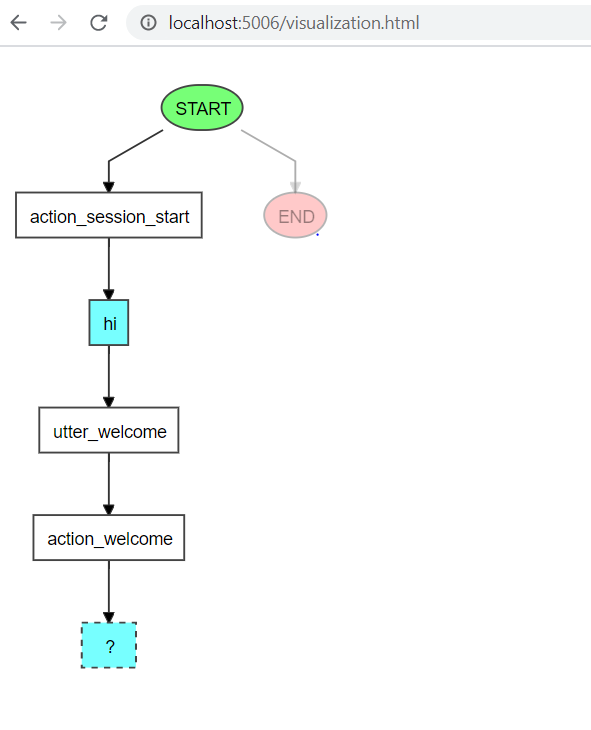 localhost:5006/visualization.html
START
action_session_start
END
hi
utter_welcome
action_welcome
?